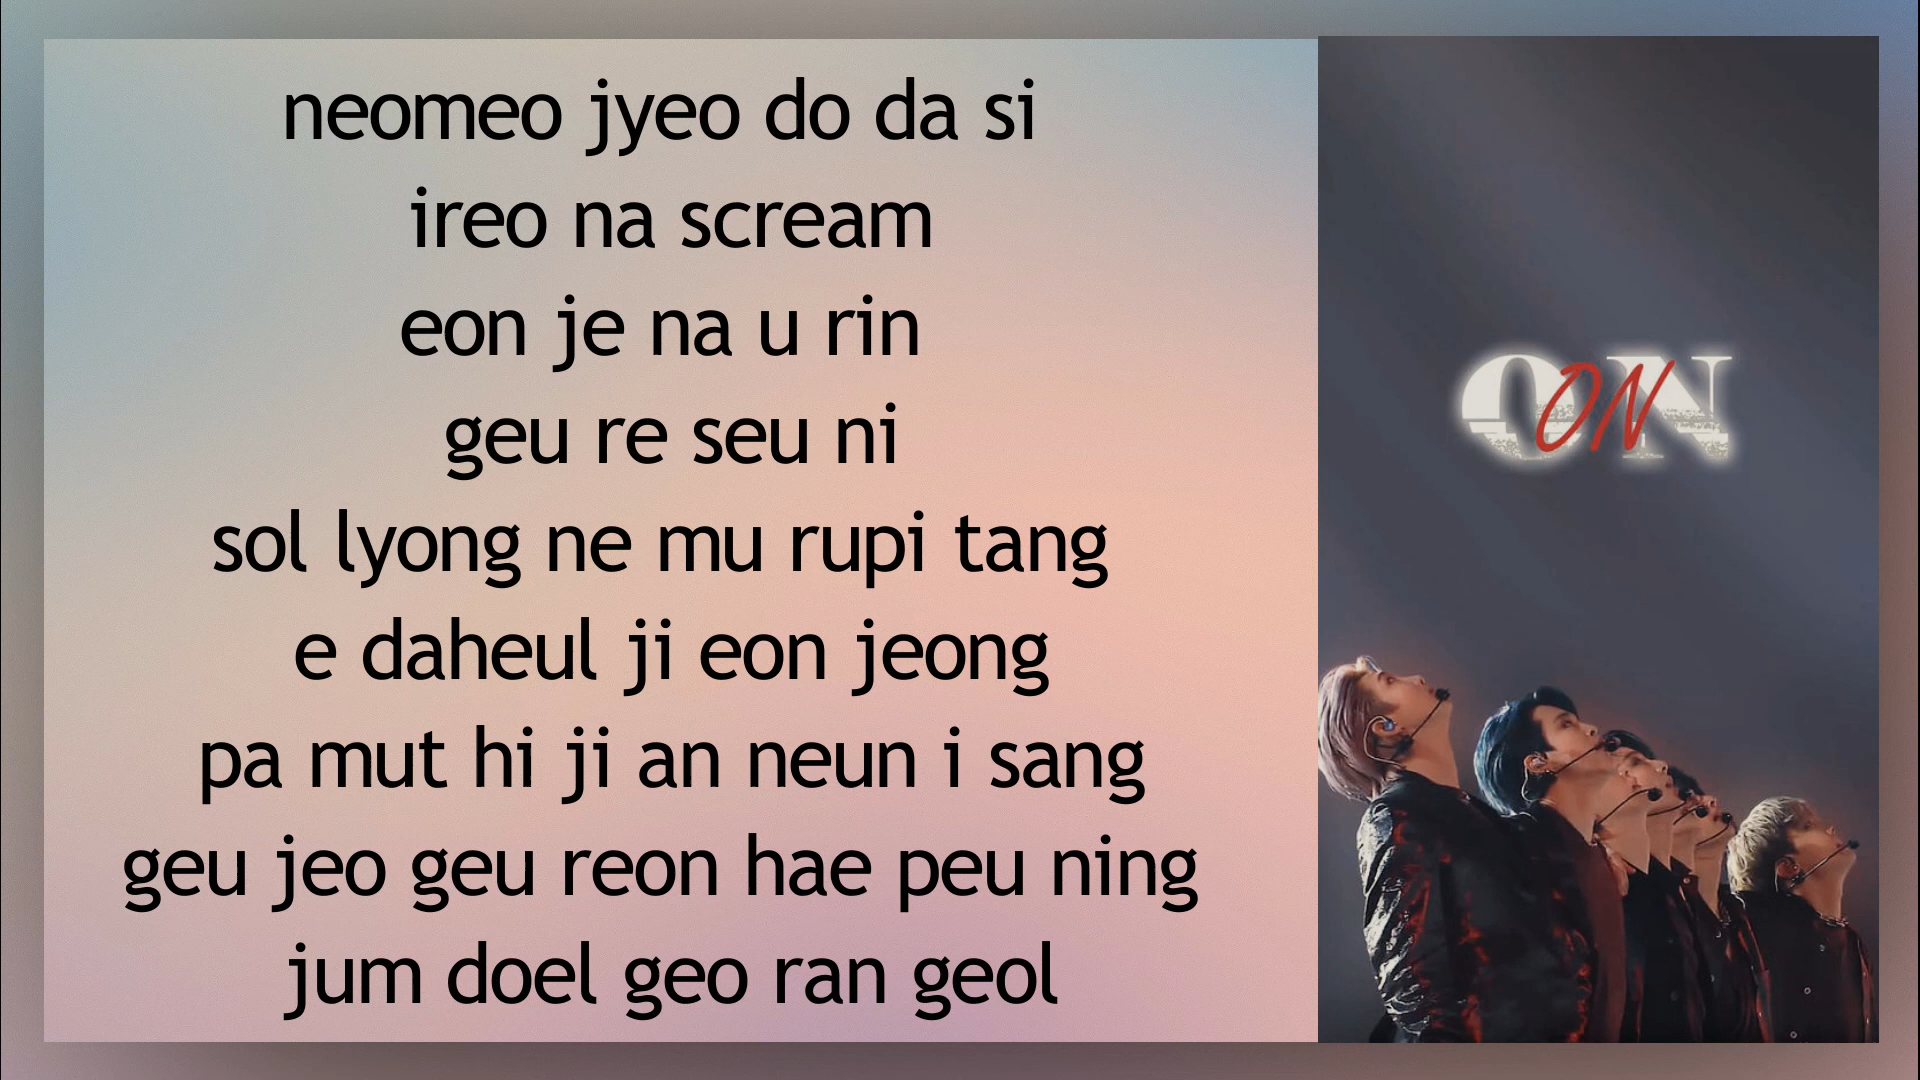 neomeo jyeo do da si
ireo na scream
eon je na u rin
geu re seu ni
sol lyong ne mu rupi tang
e daheul ji eon jeong
pa mut hi ji an neun i sang
geu jeo geu reon hae peu ning
jum doel geo ran geol
ON
ON